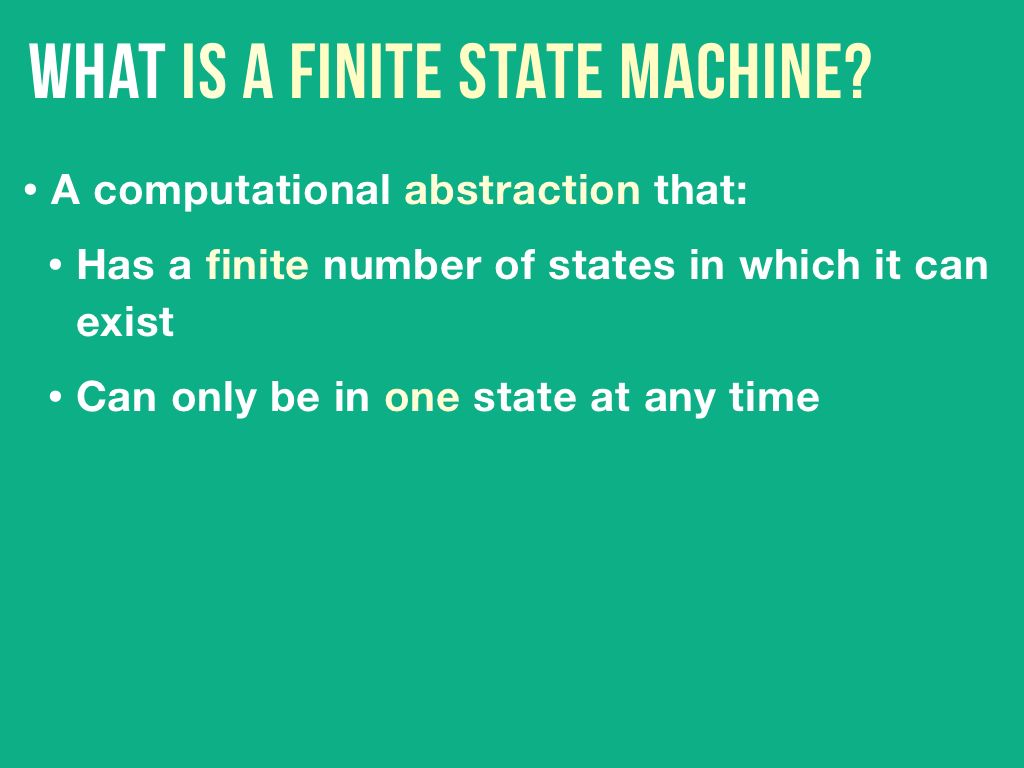 WHAT IS A FINITE STATE MACHINE?
• A computational abstraction that:
• Has a finite number of states in which it can
exist
• Can only be in one state at any time